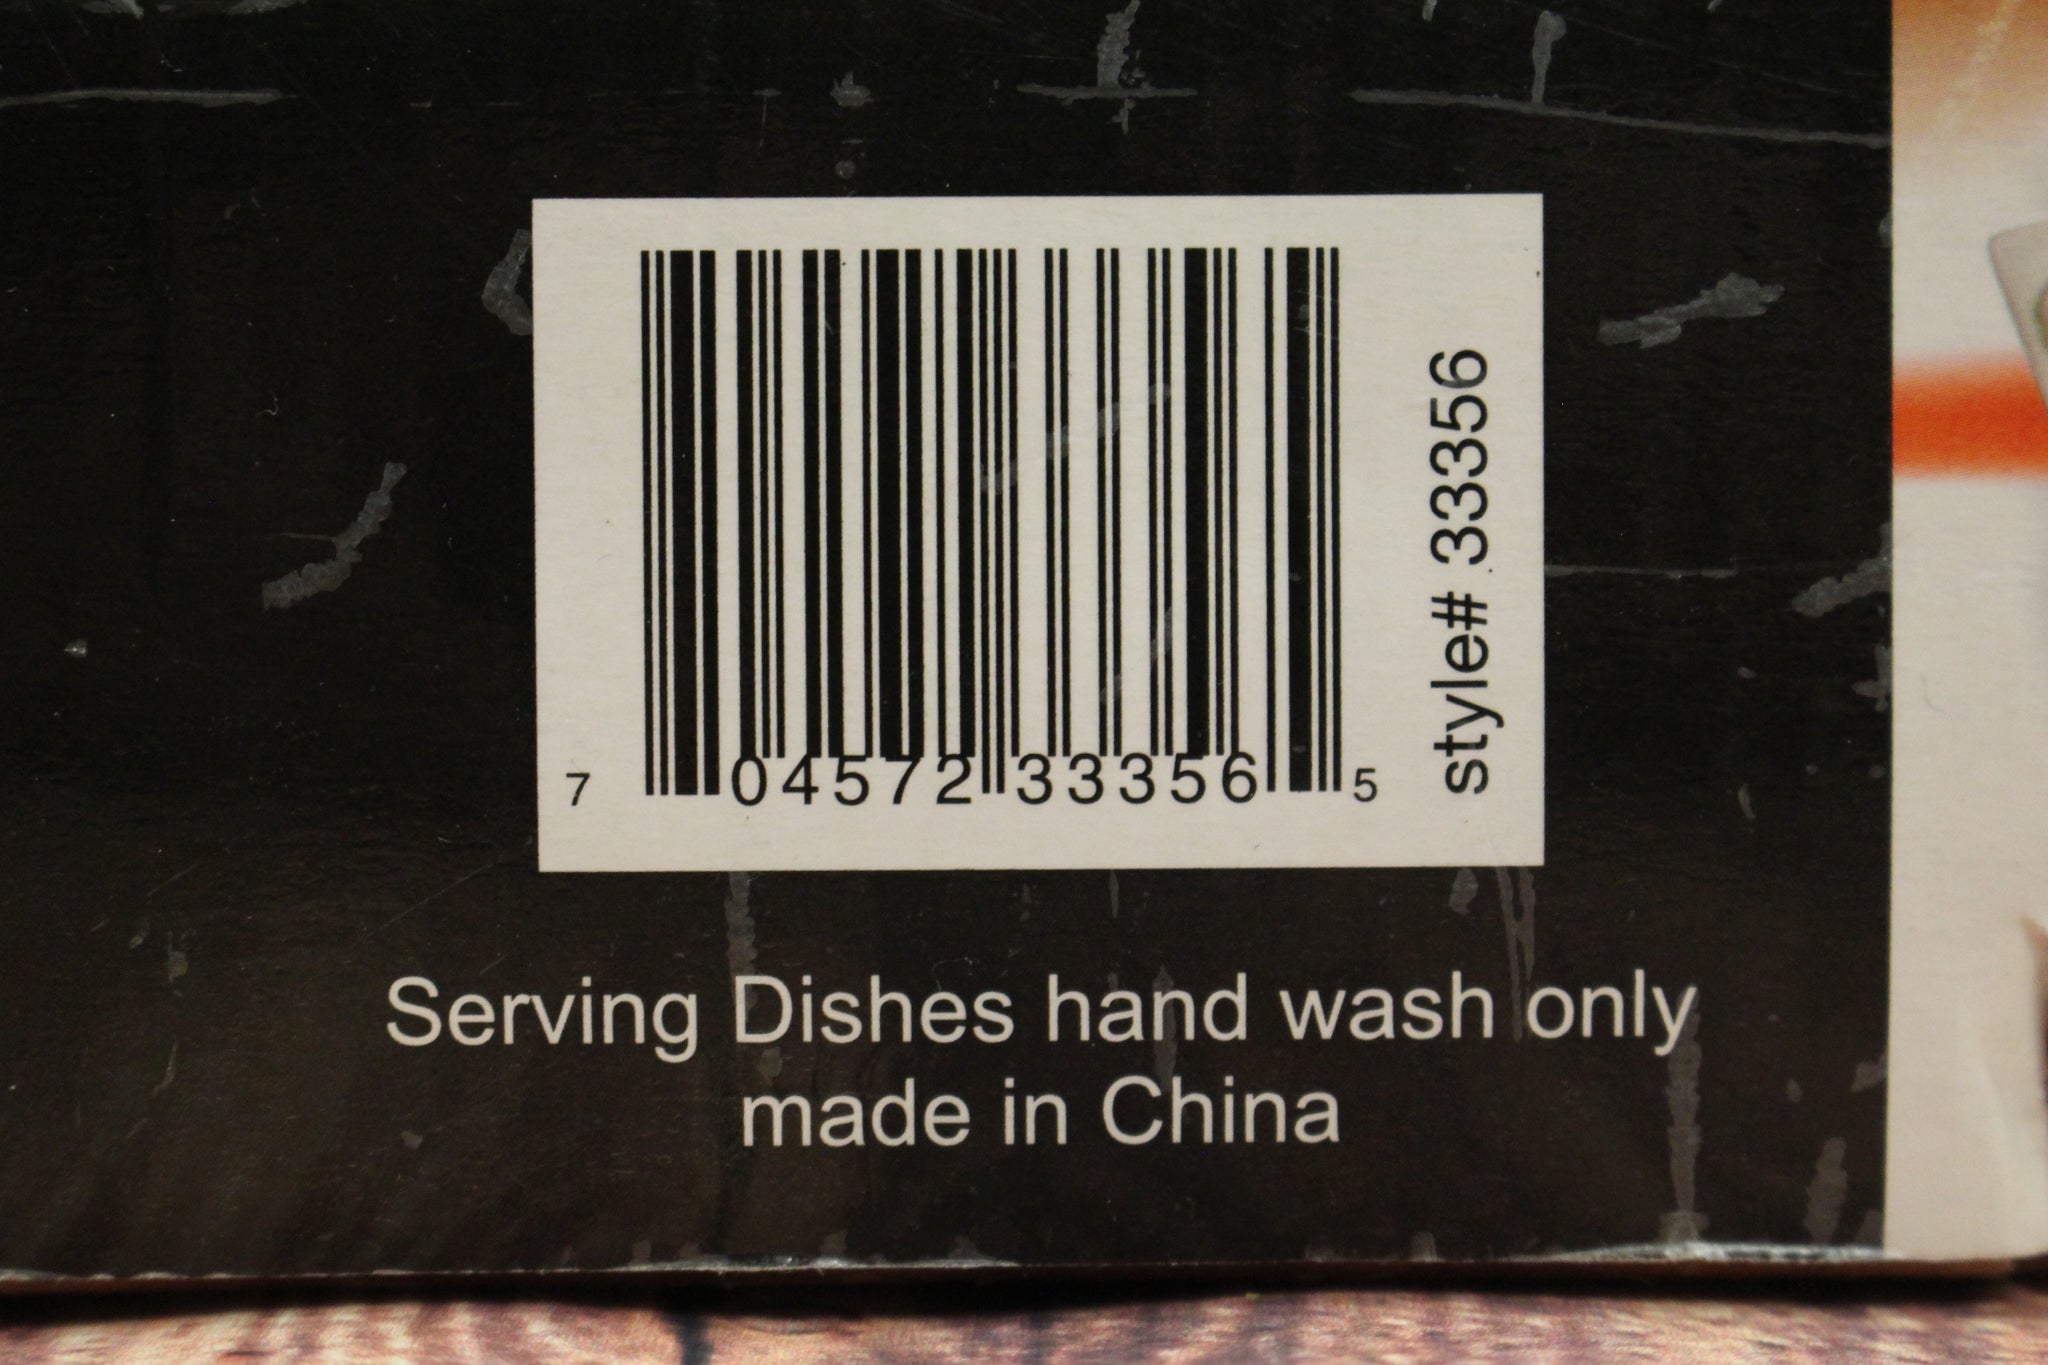 7 04572 33356 5
style# 33356
Serving Dishes hand wash only
made in China